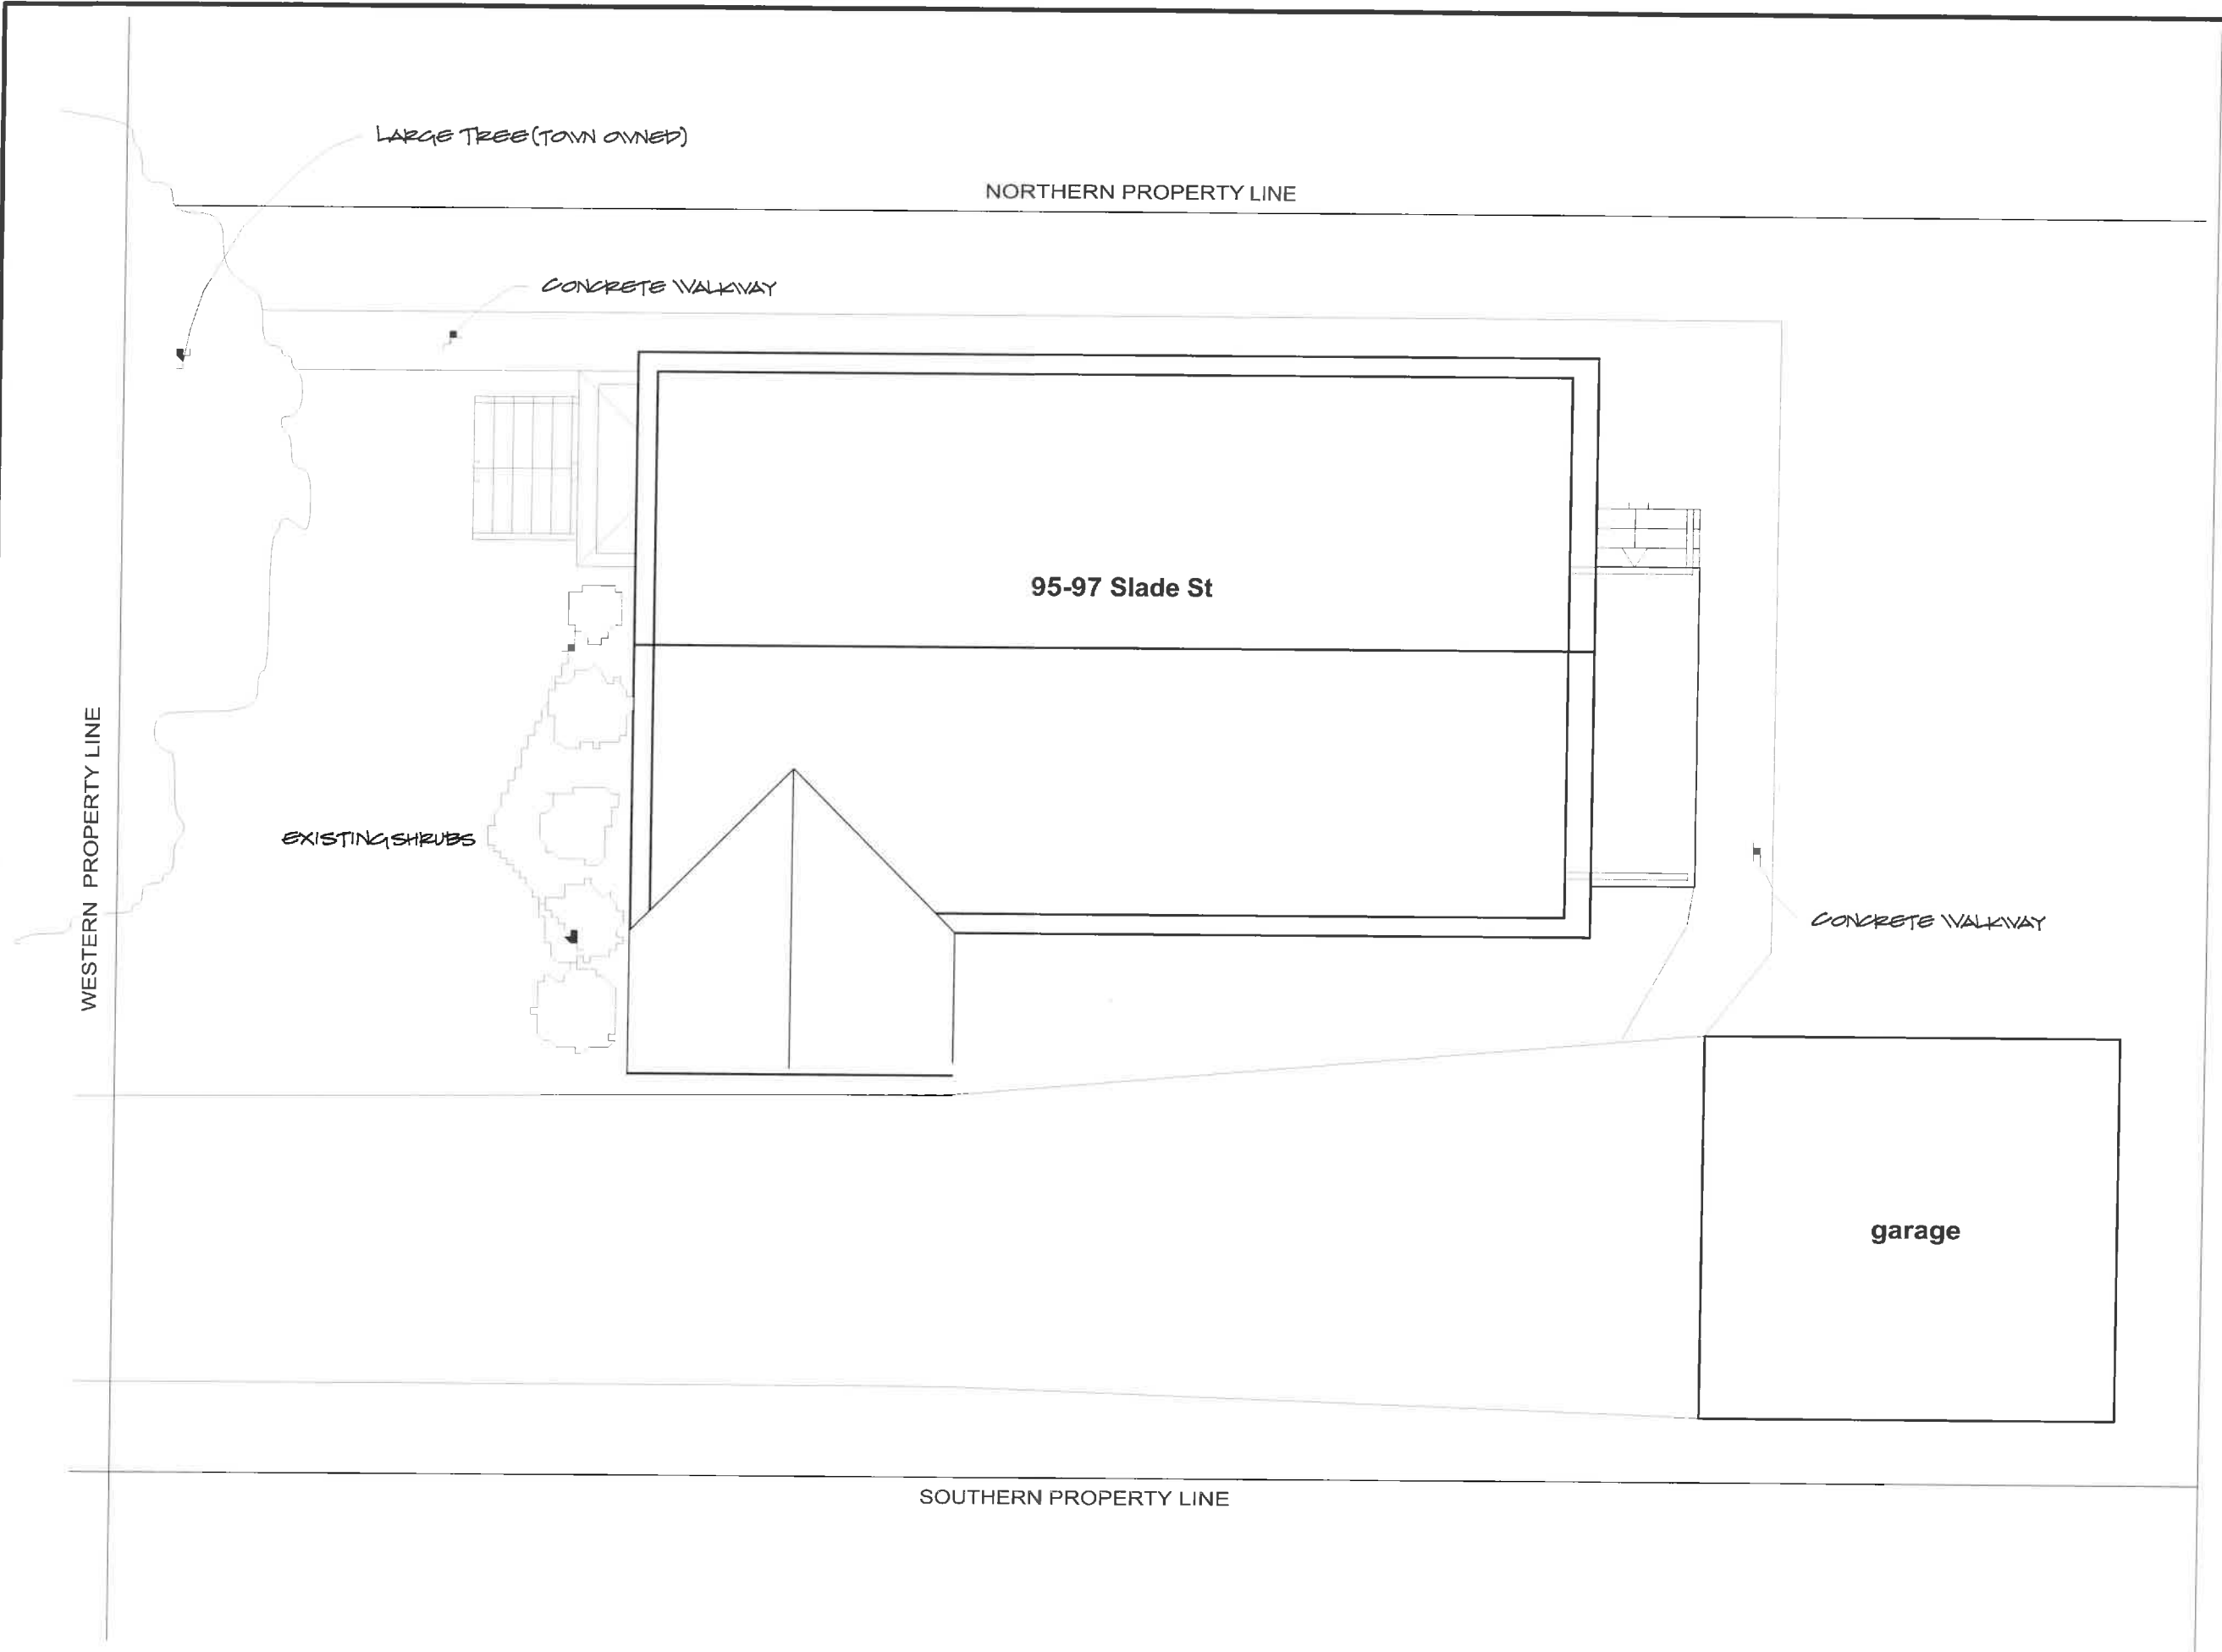 LARGE TREE (TOWN OWNED)
NORTHERN PROPERTY LINE
CONCRETE WALKWAY
95-97 Slade St
WESTERN PROPERTY LINE
EXISTING SHRUBS
CONCRETE WALKWAY
garage
SOUTHERN PROPERTY LINE